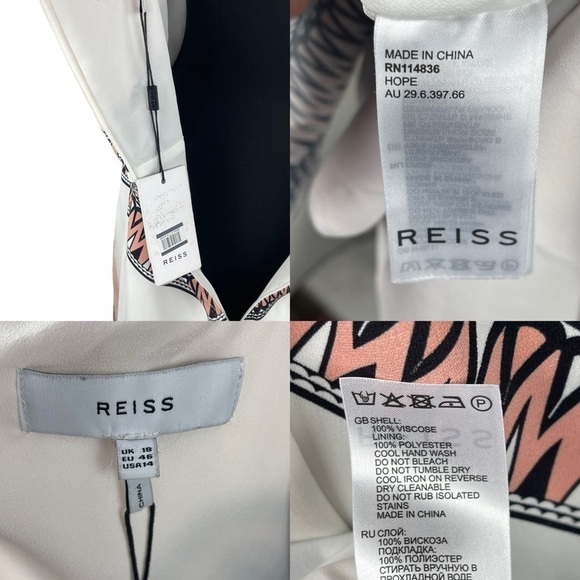 REISS
MADE IN CHINA
RN114836
HOPE
AU 29.6.397.66
REISS
REISS
UK 18
EU 46
USA14
CHINA
P
GB SHELL:
100% VISCOSE
LINING:
100% POLYESTER
COOL HAND WASH
DO NOT BLEACH
DO NOT TUMBLE DRY
COOL IRON ON REVERSE
DRY CLEANABLE
DO NOT RUB ISOLATED
STAINS
MADE IN CHINA
RU СЛОЙ:
100% ВИСКОЗА
ПОДКЛАДКА:
100% ПОЛИЭСТЕР
СТИРАТЬ ВРУЧНУЮ В
ПРОХЛАДНОЙ ВОДЕ